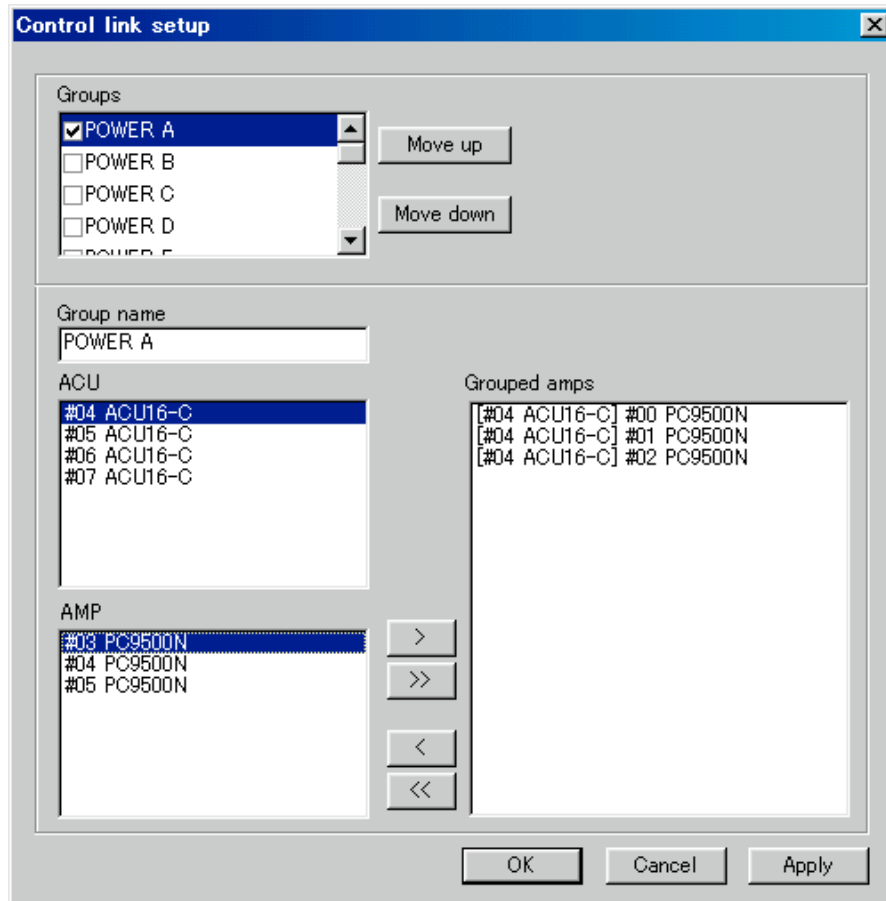 Control link setup
Groups
POWER A
POWER B
POWER C
POWER D
Move up
Move down
Group name
POWER A
ACU
#04 ACU16-C
#05 ACU16-C
#06 ACU16-C
#07 ACU16-C
AMP
#03 PC9500N
#04 PC9500N
#05 PC9500N
>
>>
<
<<
Grouped amps
[#04 ACU16-C] #00 PC9500N
[#04 ACU16-C] #01 PC9500N
[#04 ACU16-C] #02 PC9500N
OK
Cancel
Apply